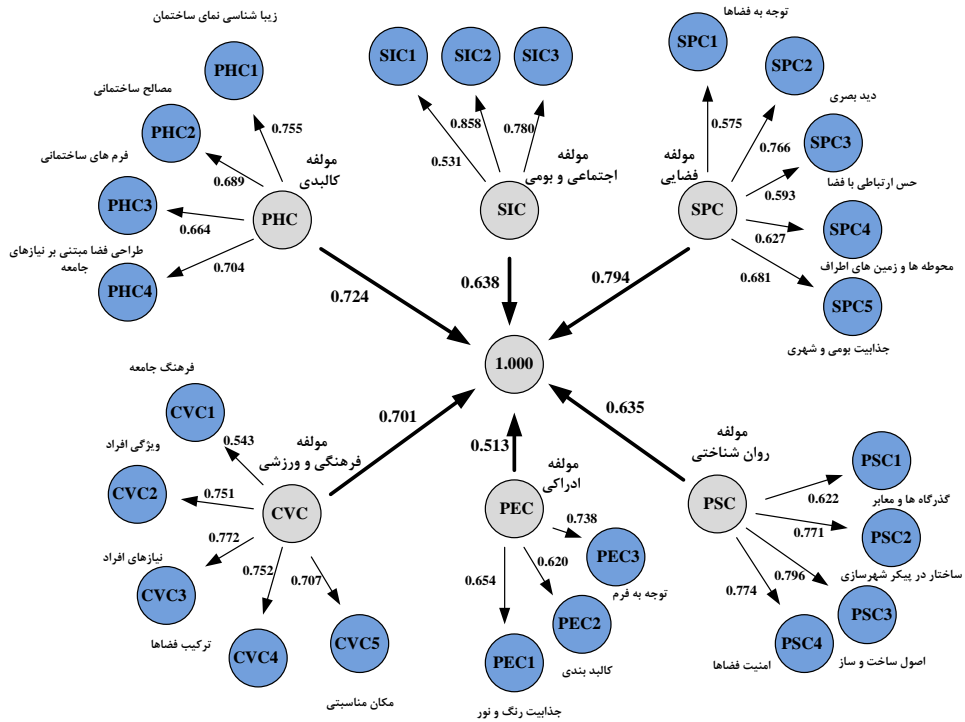 زیبا شناسی نمای ساختمان
PHC1
مصالح ساختمانی
PHC2
فرم های ساختمانی
PHC3
طراحی فضا مبتنی بر نیازهای
جامعه
PHC4
0.755
0.689
0.664
0.704
مولفه
کالبدی
PHC
0.724
SIC1
SIC2
SIC3
0.531
0.858
0.780
مولفه
اجتماعی و بومی
SIC
0.638
توجه به فضاها
SPC1
SPC2
دید بصری
SPC3
حس ارتباطی با فضا
SPC4
محوطه ها و زمین های اطراف
SPC5
جذابیت بومی و شهری
0.575
0.766
0.593
0.627
0.681
مولفه
فضایی
SPC
0.794
1.000
فرهنگ جامعه
CVC1
ویژگی افراد
CVC2
نیازهای افراد
CVC3
ترکیب فضاها
CVC4
CVC5
مکان مناسبتی
0.543
0.751
0.772
0.752
0.707
مولفه
فرهنگی و ورزشی
CVC
0.701
0.513
مولفه
ادراکی
PEC
0.738
0.620
0.654
PEC3
توجه به فرم
PEC2
کالبد بندی
PEC1
جذابیت رنگ و نور
0.635
مولفه
روان شناختی
PSC
0.622
0.771
0.796
0.774
PSC1
گذرگاه ها و معابر
PSC2
ساختار در پیکر شهرسازی
PSC3
اصول ساخت و ساز
PSC4
امنیت فضاها